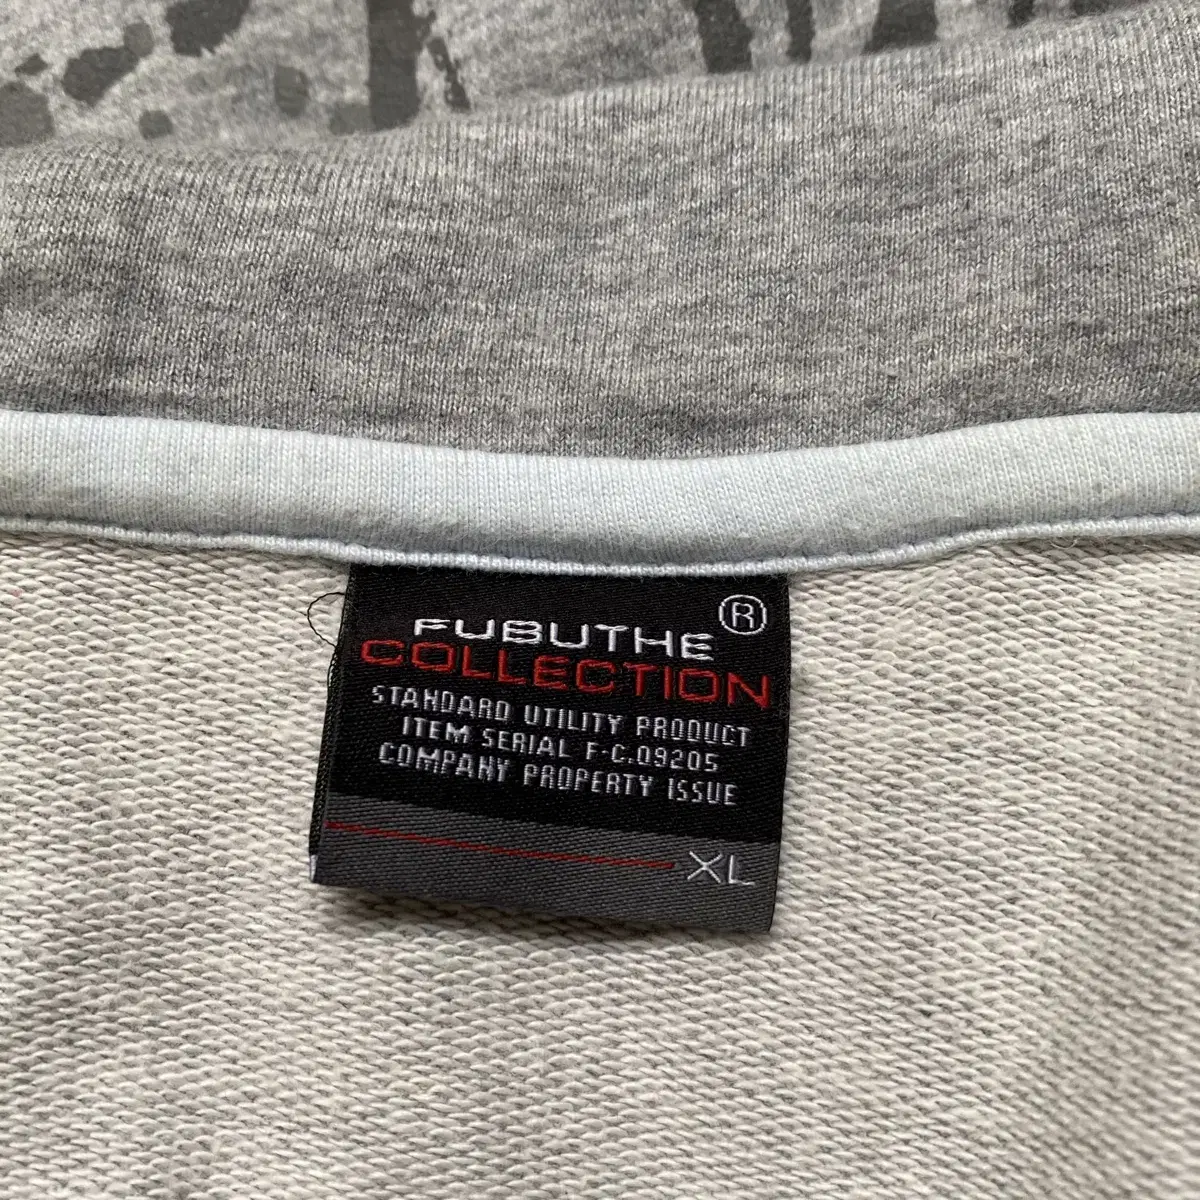 FUBUTHE ®
COLLECTION
STANDARD UTILITY PRODUCT
ITEM SERIAL F-C.09205
COMPANY PROPERTY ISSUE
XL